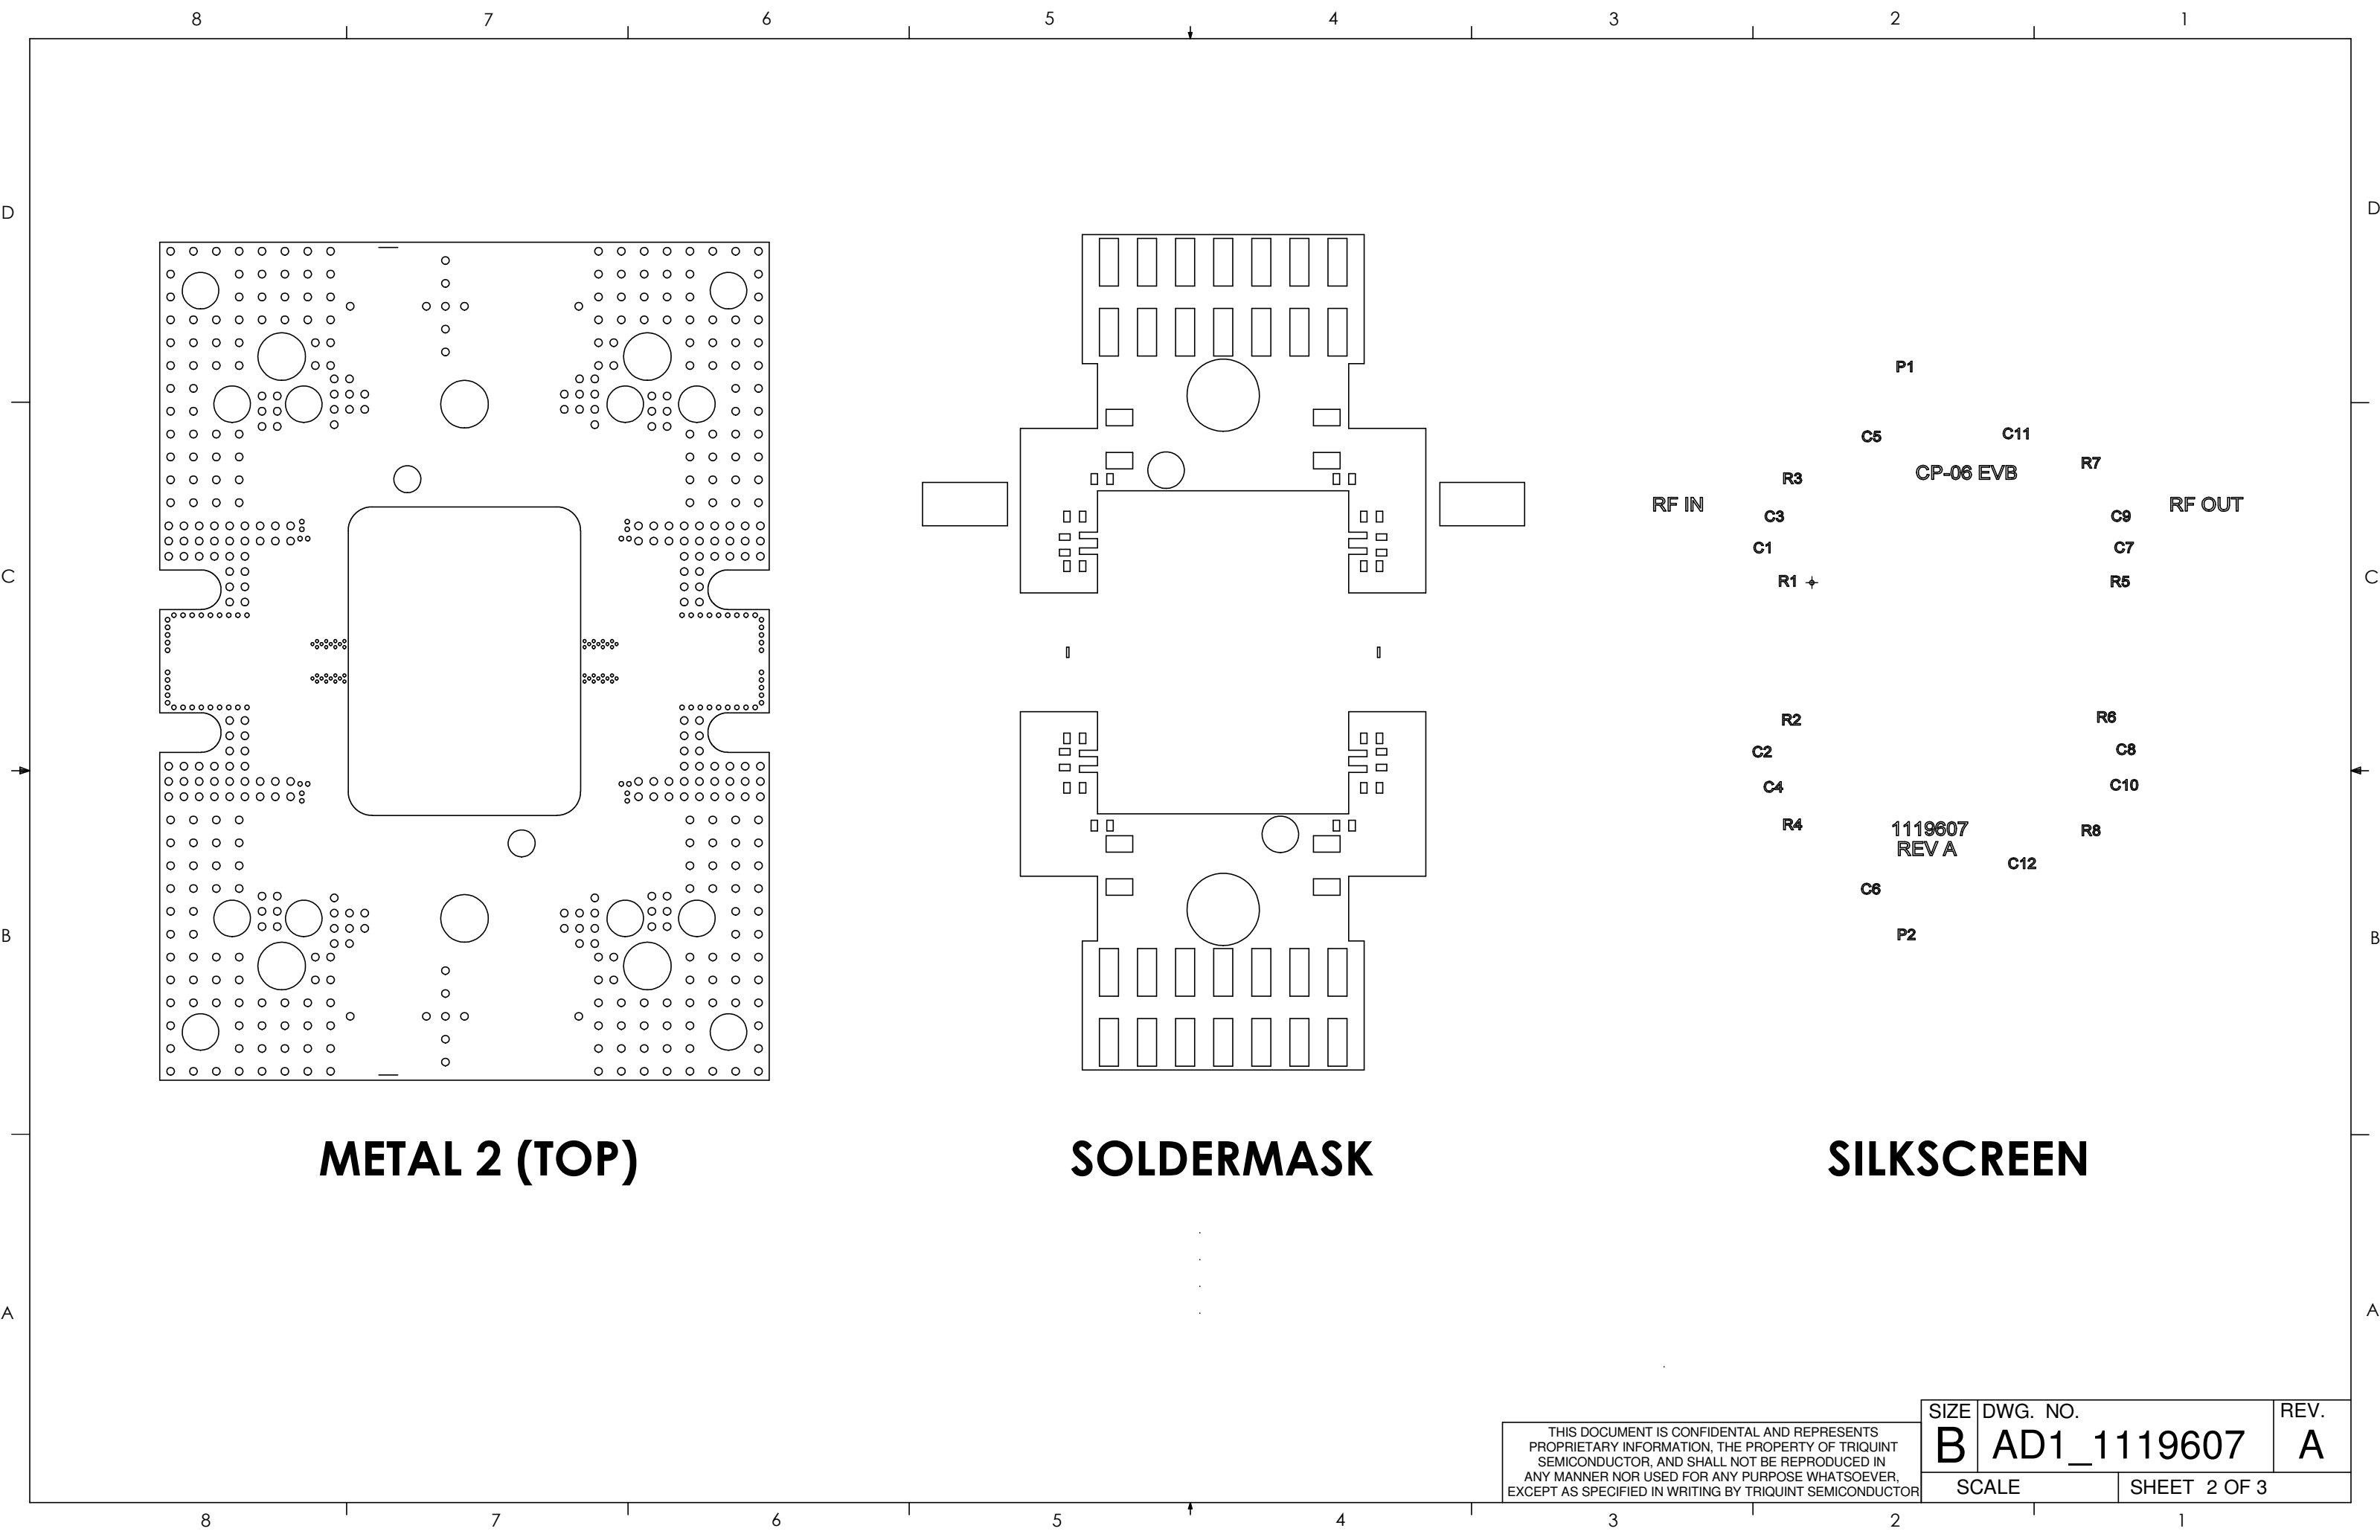 8 7 6 5 4 3 2 1
D D
P1
C5 C11
CP-06 EVB R7
R3
RF IN RF OUT
C3 C9
C1 C7
C C
R1 R5
R2 R6
C2 C8
C4 C10
R4 1119607 R8
REV A
C12
C6
B P2 B
METAL 2 (TOP) SOLDERMASK SILKSCREEN
A A
SIZE DWG. NO. REV.
B AD1_1119607 A
SCALE SHEET 2 OF 3
THIS DOCUMENT IS CONFIDENTAL AND REPRESENTS
PROPRIETARY INFORMATION, THE PROPERTY OF TRIQUINT
SEMICONDUCTOR, AND SHALL NOT BE REPRODUCED IN
ANY MANNER NOR USED FOR ANY PURPOSE WHATSOEVER,
EXCEPT AS SPECIFIED IN WRITING BY TRIQUINT SEMICONDUCTOR
8 7 6 5 4 3 2 1